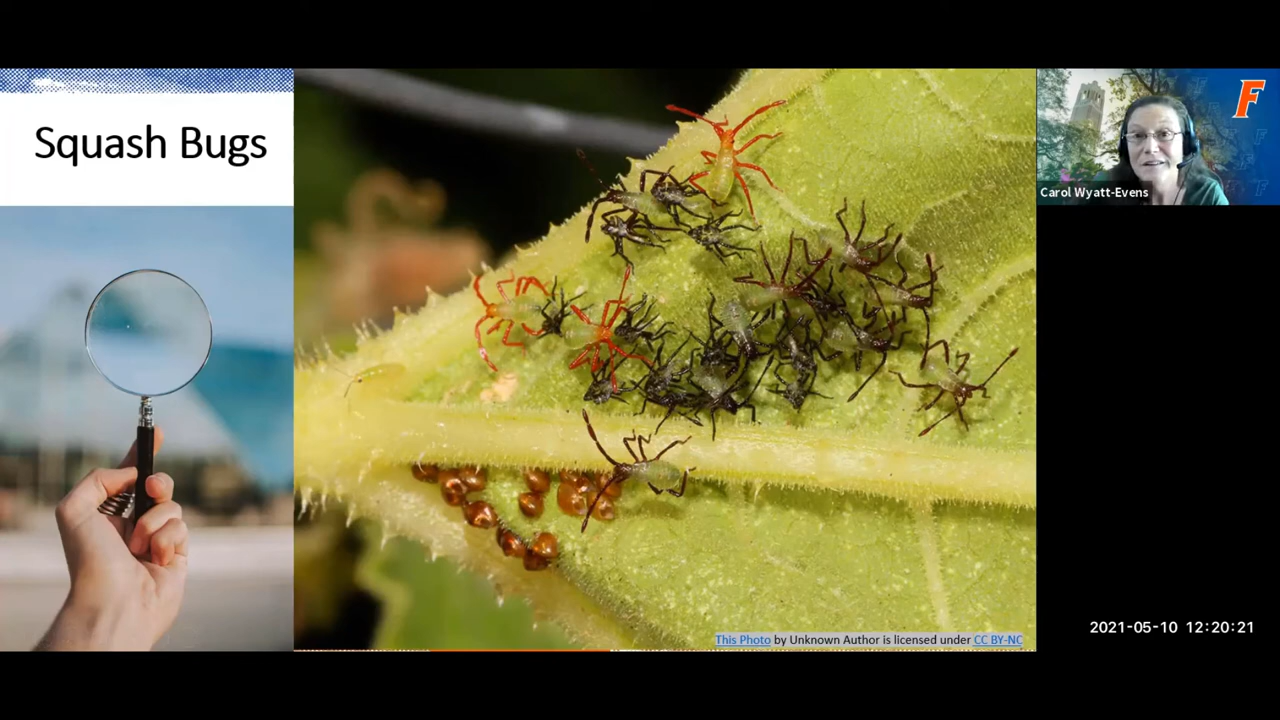 Squash Bugs
F
Carol Wyatt-Evens
This Photo by Unknown Author is licensed under CC BY-NC
2021-05-10 12:20:21